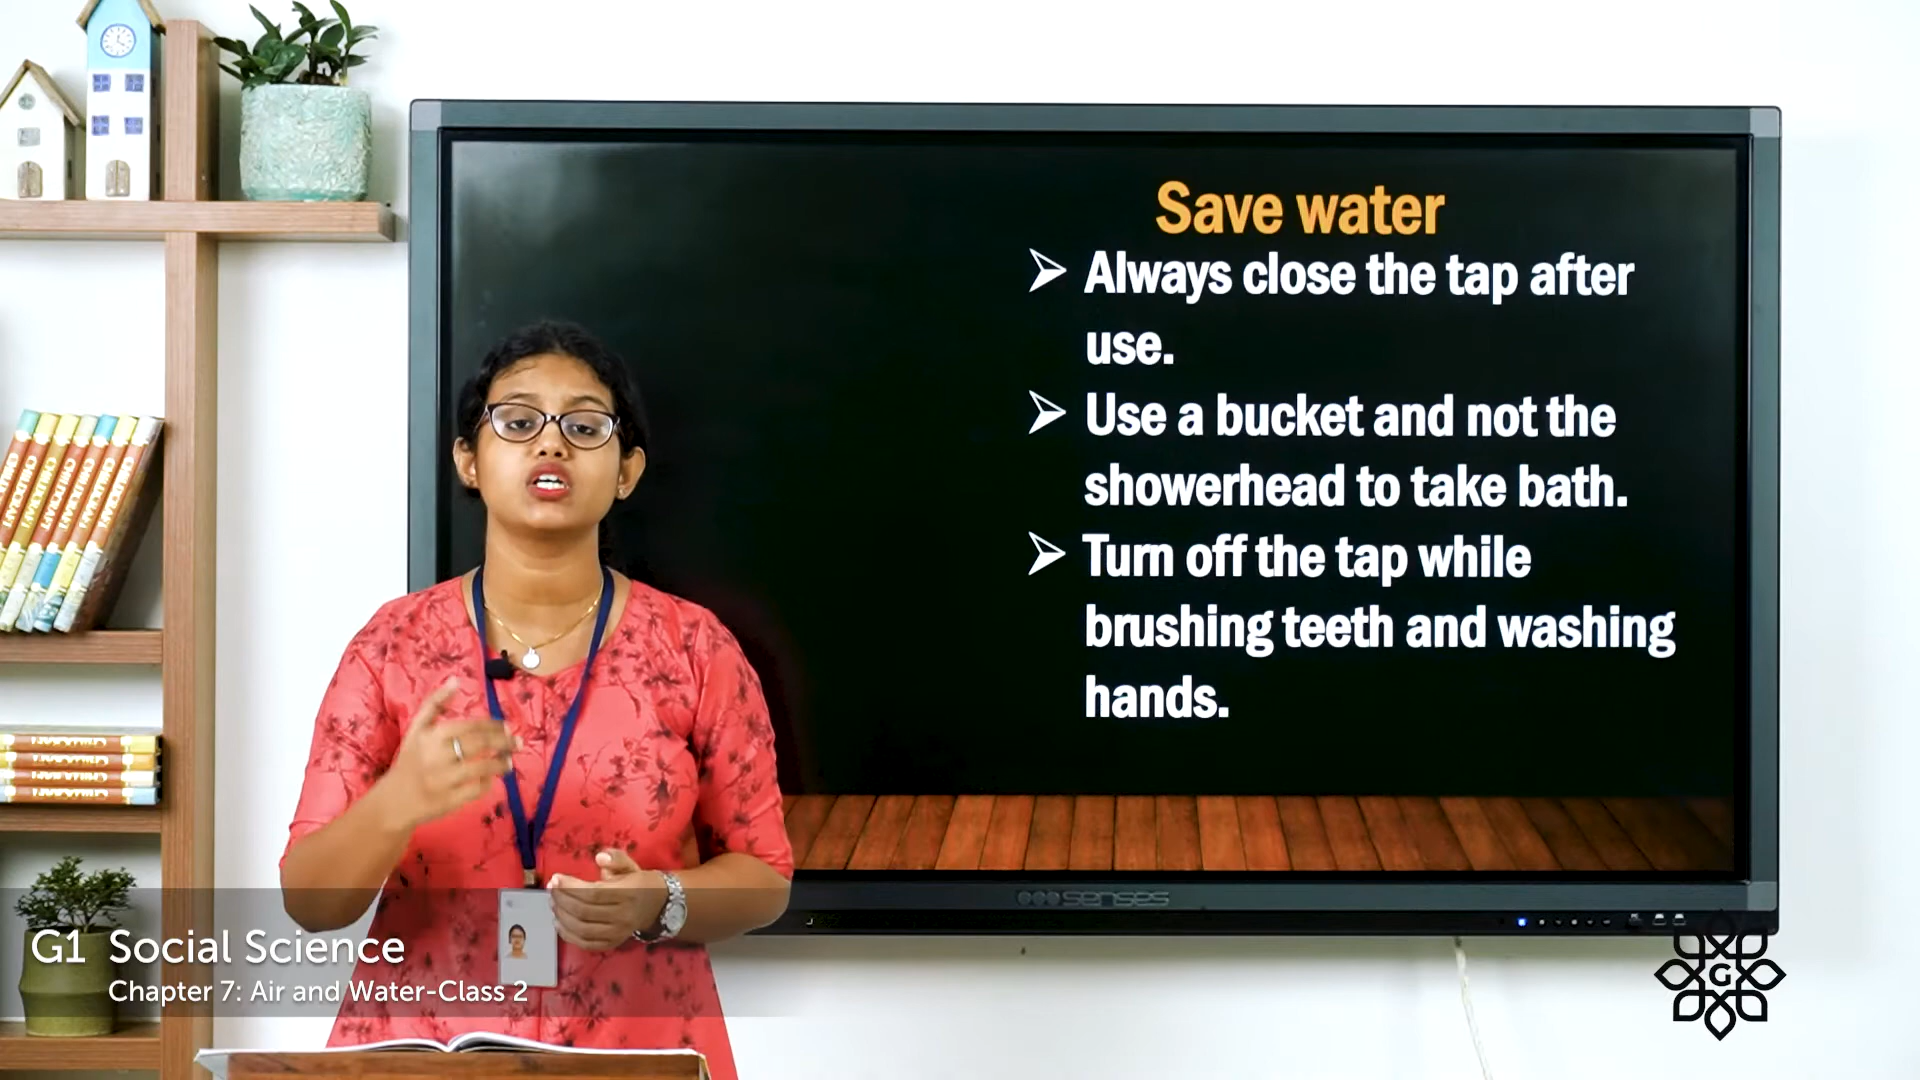 Save water
Always close the tap after
use.
Use a bucket and not the
showerhead to take bath.
Turn off the tap while
brushing teeth and washing
hands.
senses
G1 Social Science
Chapter 7: Air and Water-Class 2
G